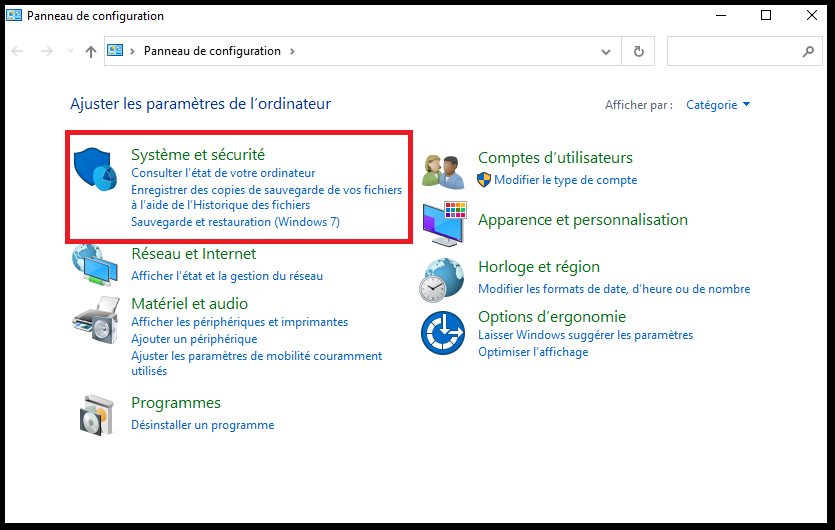 Panneau de configuration
Panneau de configuration
Ajuster les paramètres de l'ordinateur
Afficher par : Catégorie
Système et sécurité
Consulter l'état de votre ordinateur
Enregistrer des copies de sauvegarde de vos fichiers
à l'aide de l'Historique des fichiers
Sauvegarde et restauration (Windows 7)
Réseau et Internet
Afficher l'état et la gestion du réseau
Matériel et audio
Afficher les périphériques et imprimantes
Ajouter un périphérique
Ajuster les paramètres de mobilité couramment
utilisés
Programmes
Désinstaller un programme
Comptes d'utilisateurs
Modifier le type de compte
Apparence et personnalisation
Horloge et région
Modifier les formats de date, d'heure ou de nombre
Options d'ergonomie
Laisser Windows suggérer les paramètres
Optimiser l'affichage